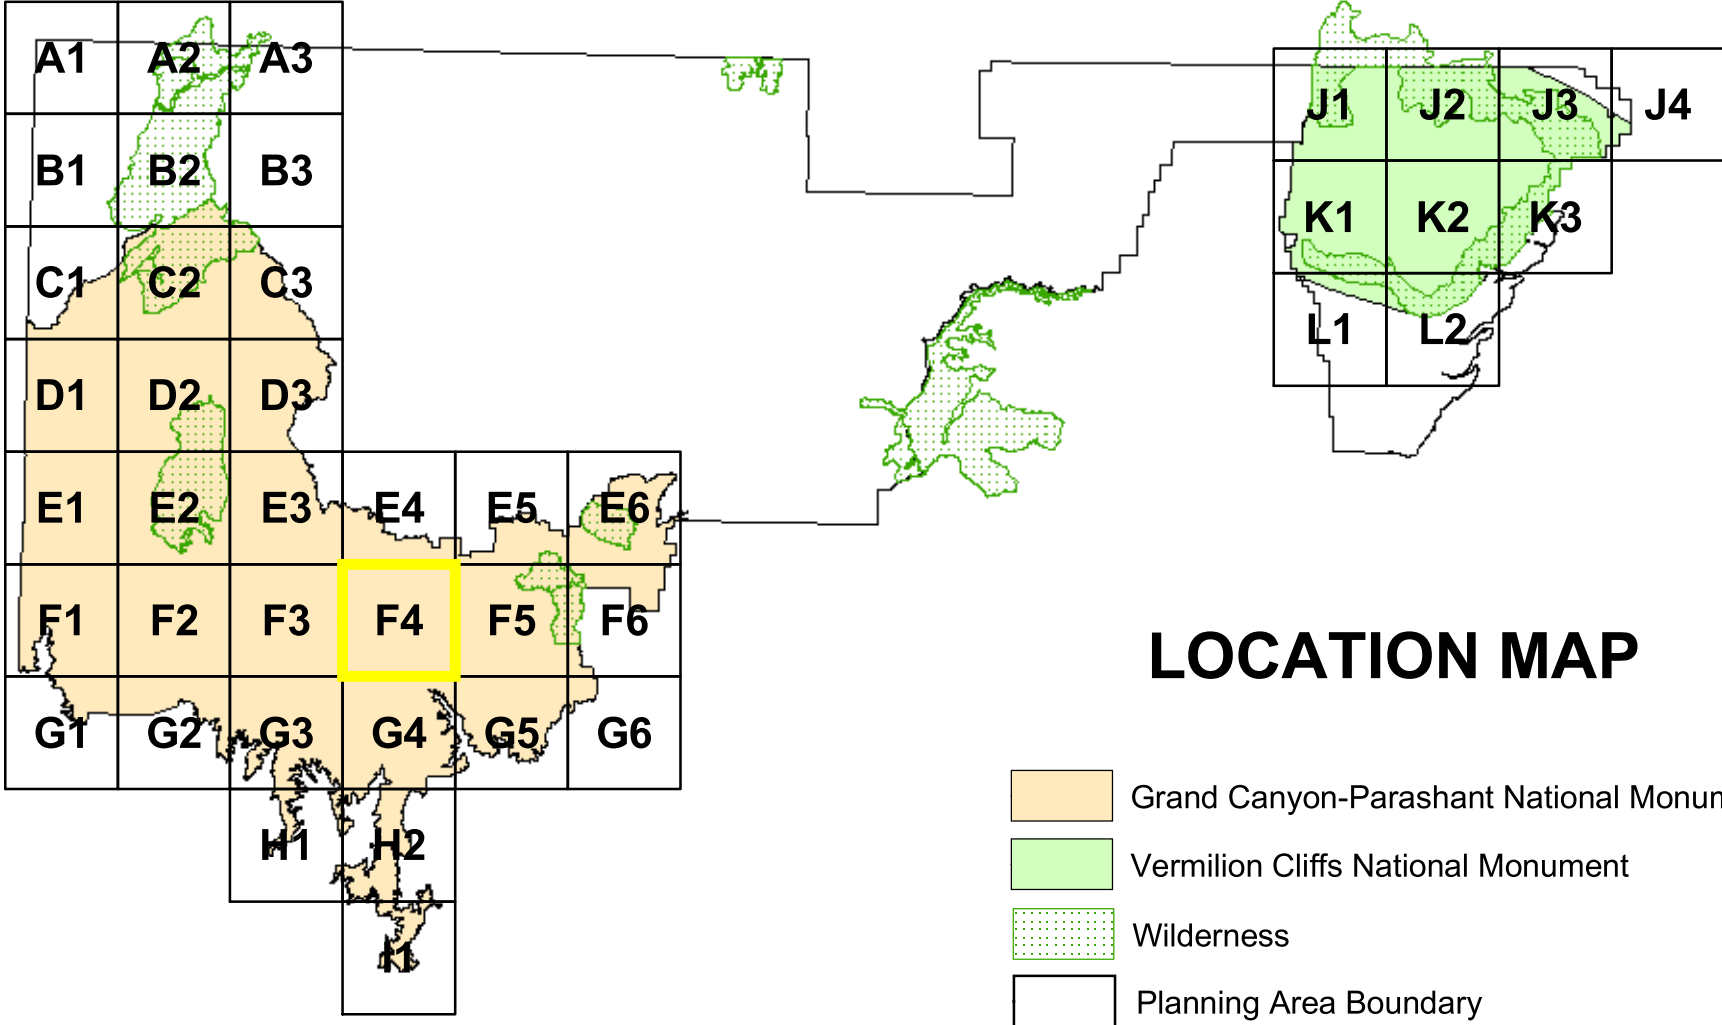 A1 A2 A3
J1 J2 J3 J4
B1 B2 B3
K1 K2 K3
C1 C2 C3
L1 L2
D1 D2 D3
E1 E2 E3 E4 E5 E6
F1 F2 F3 F4 F5 F6
LOCATION MAP
G1 G2 G3 G4 G5 G6
Grand Canyon-Parashant National Monum
H1 H2
Vermilion Cliffs National Monument
Wilderness
I1
Planning Area Boundary